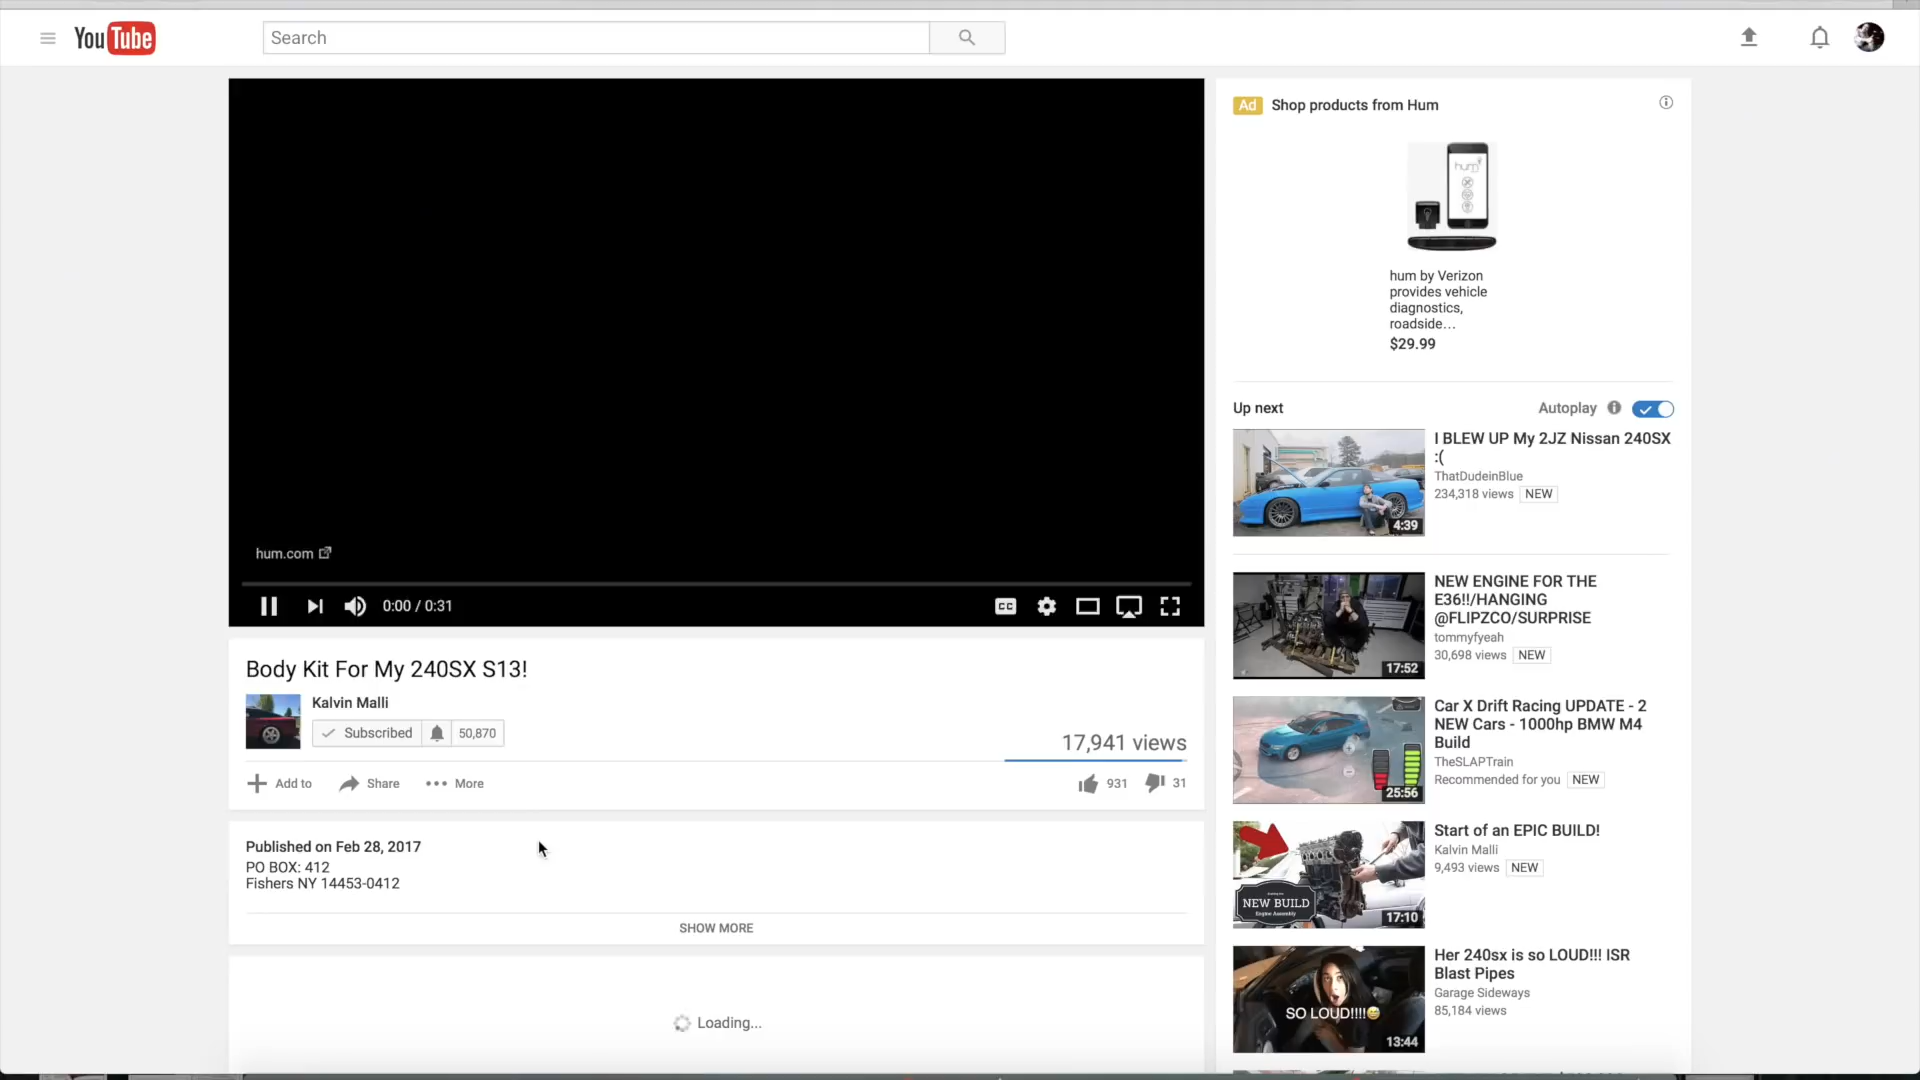 YouTube
Search
hum.com
0:00 / 0:31
CC
Body Kit For My 240SX S13!
Kalvin Malli
Subscribed 50,870
17,941 views
Add to Share More 931 31
Published on Feb 28, 2017
PO BOX: 412
Fishers NY 14453-0412
SHOW MORE
Loading...
Ad Shop products from Hum
hum
hum by Verizon
provides vehicle
diagnostics,
roadside...
$29.99
Up next Autoplay
I BLEW UP My 2JZ Nissan 240SX
:(
ThatDudeinBlue
234,318 views NEW
4:39
NEW ENGINE FOR THE
E36!!/HANGING
@FLIPZCO/SURPRISE
tommyfyeah
30,698 views NEW
17:52
Car X Drift Racing UPDATE - 2
NEW Cars - 1000hp BMW M4
Build
TheSLAPTrain
Recommended for you NEW
25:56
Start of an EPIC BUILD!
Kalvin Malli
9,493 views NEW
NEW BUILD
Engine Assembly
17:10
Her 240sx is so LOUD!!! ISR
Blast Pipes
Garage Sideways
85,184 views
SO LOUD!!!!😅
13:44